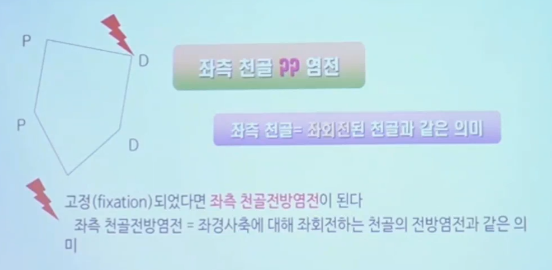 P
D
좌측 천골 PP 염전
P
D
좌측 천골= 좌회전된 천골과 같은 의미
고정(fixation)되었다면 좌측 천골전방염전이 된다
좌측 천골전방염전 = 좌경사축에 대해 좌회전하는 천골의 전방염전과 같은 의
미